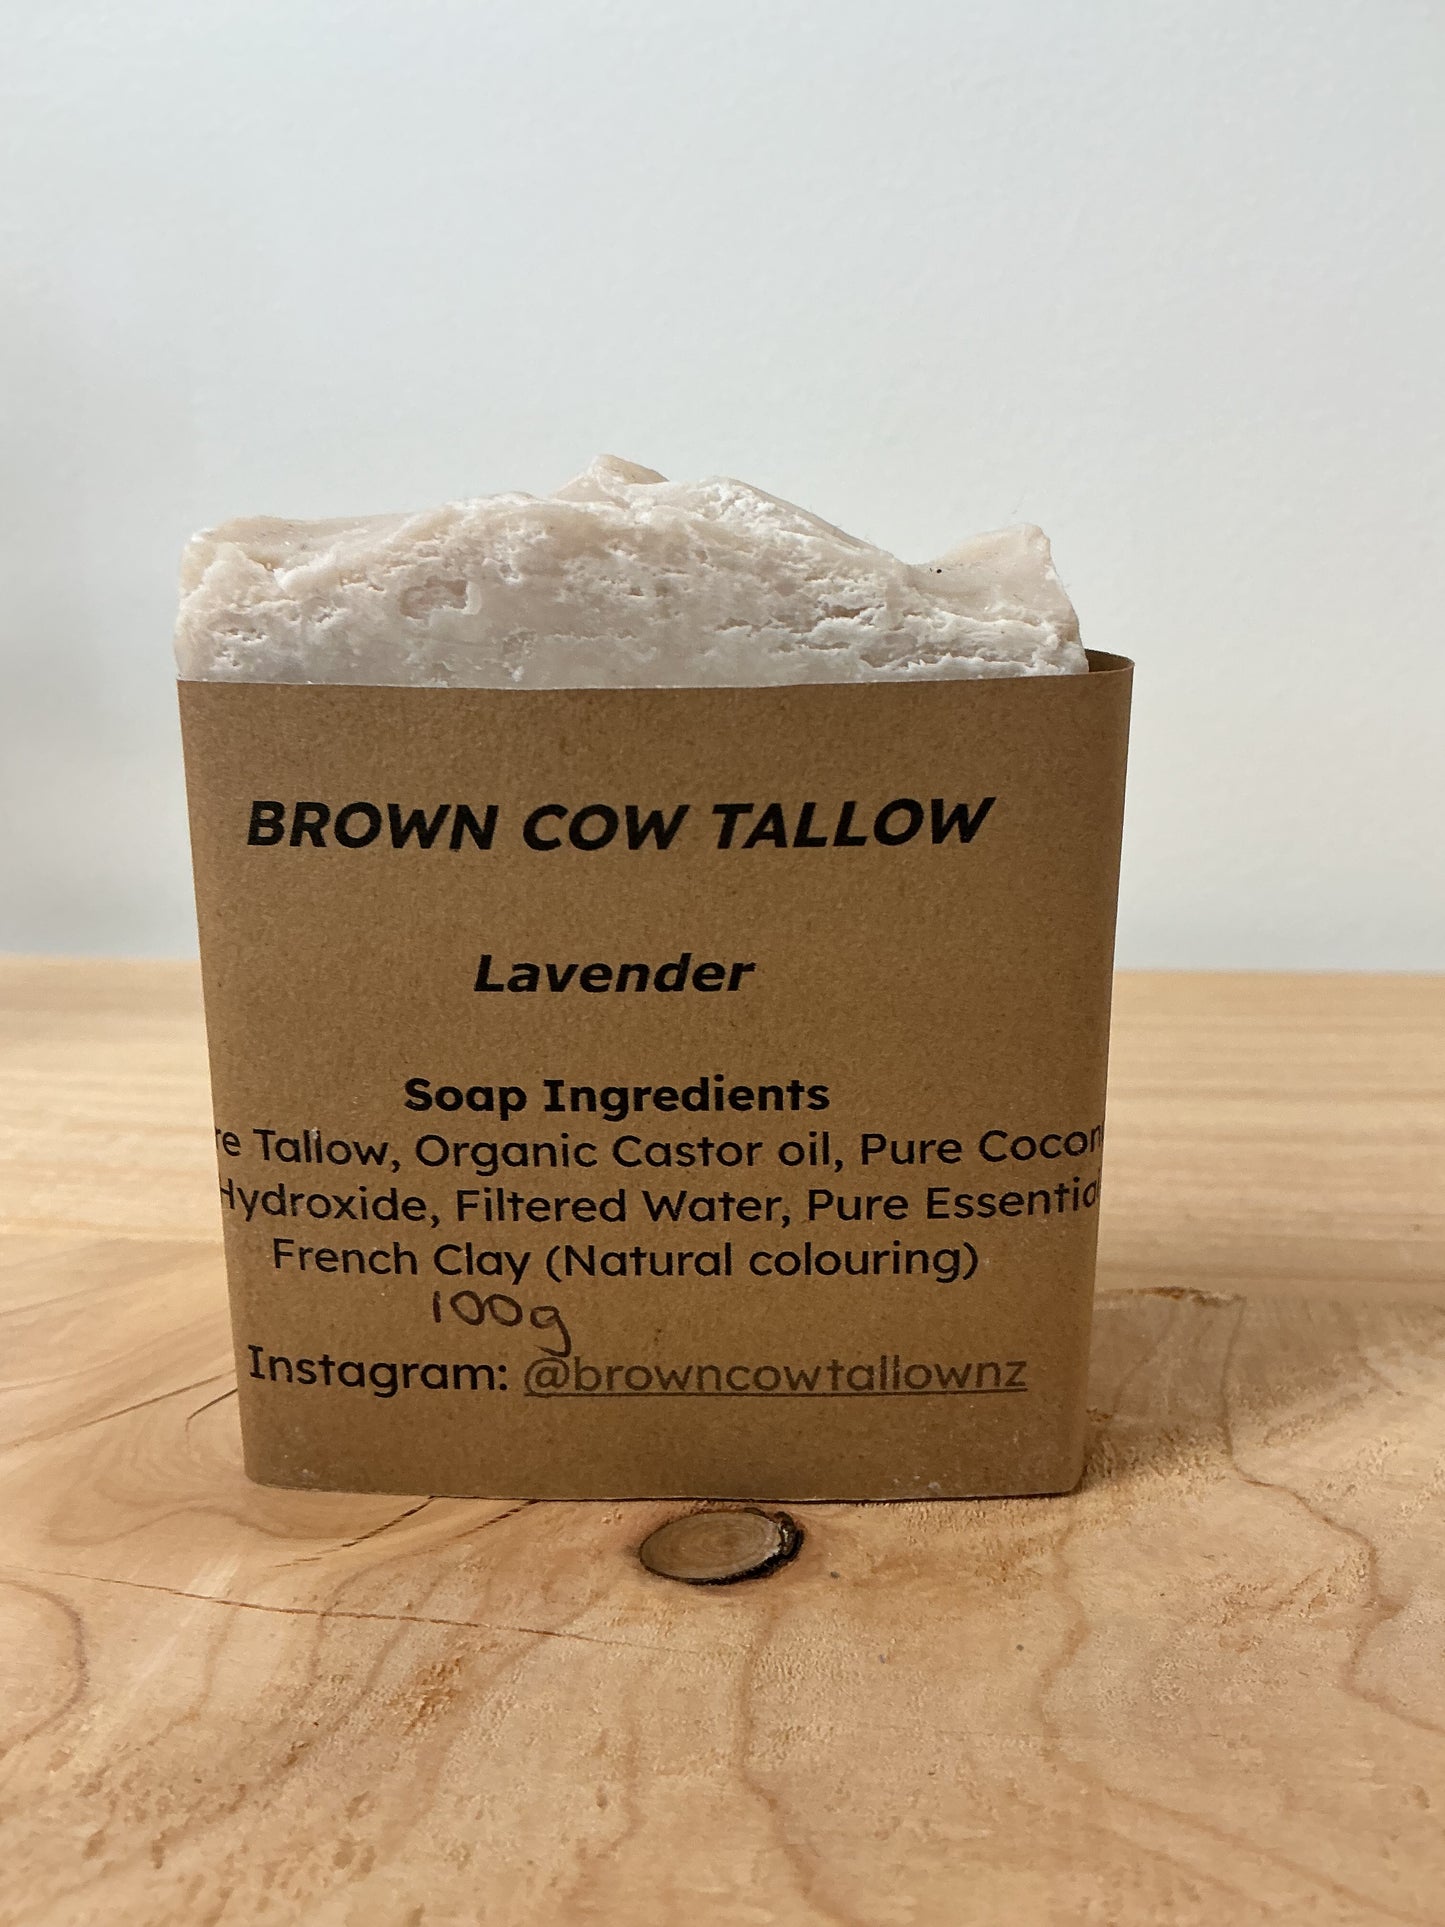 BROWN COW TALLOW
Lavender
Soap Ingredients
re Tallow, Organic Castor oil, Pure Cocon
Hydroxide, Filtered Water, Pure Essentia
French Clay (Natural colouring)
100g
Instagram: @browncowtallownz